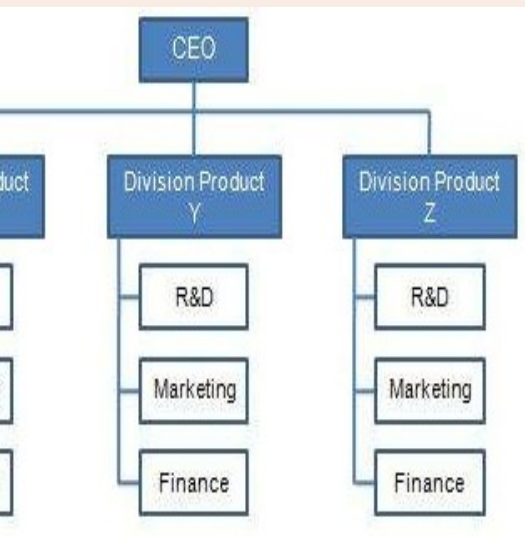 CEO
Division Product
Y
Division Product
Z
R&D
R&D
Marketing
Marketing
Finance
Finance